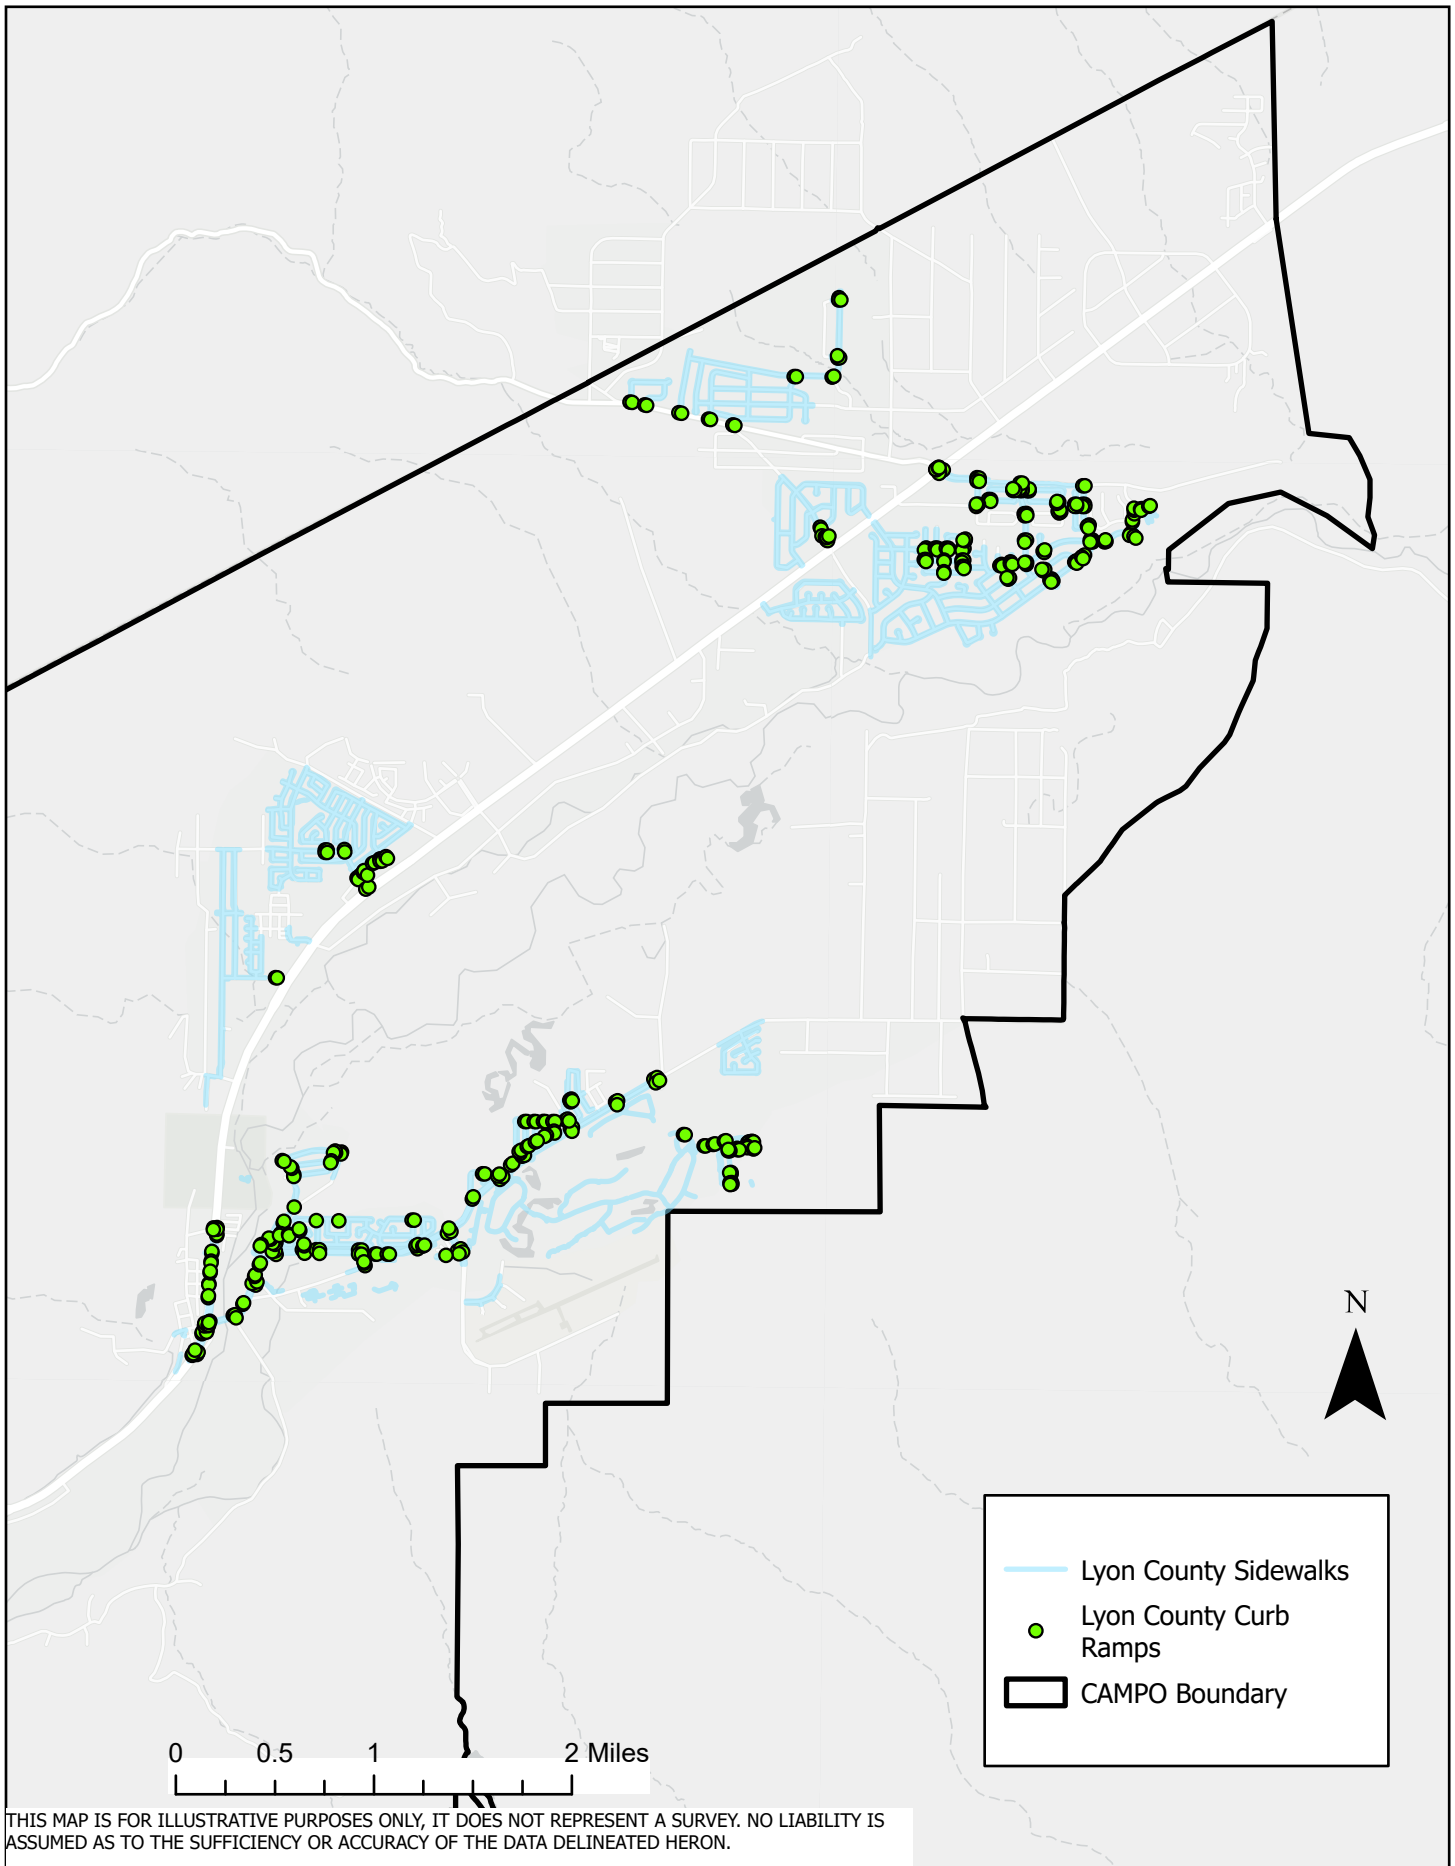 N
Lyon County Sidewalks
Lyon County Curb
Ramps
CAMPO Boundary
0 0.5 1 2 Miles
THIS MAP IS FOR ILLUSTRATIVE PURPOSES ONLY, IT DOES NOT REPRESENT A SURVEY. NO LIABILITY IS
ASSUMED AS TO THE SUFFICIENCY OR ACCURACY OF THE DATA DELINEATED HERON.